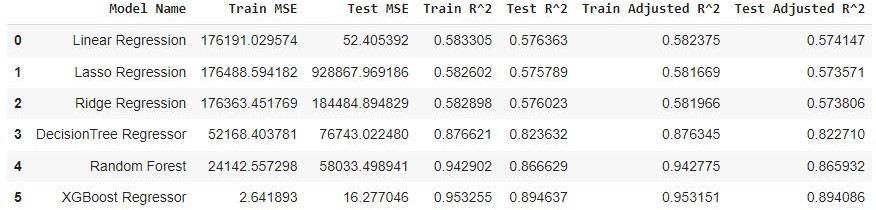 Model Name Train MSE Test MSE Train R^2 Test R^2 Train Adjusted R^2 Test Adjusted R^2
0 Linear Regression 176191.029574 52.405392 0.583305 0.576363 0.582375 0.574147
1 Lasso Regression 176488.594182 928867.969186 0.582602 0.575789 0.581669 0.573571
2 Ridge Regression 176363.451769 184484.894829 0.582898 0.576023 0.581966 0.573806
3 DecisionTree Regressor 52168.403781 76743.022480 0.876621 0.823632 0.876345 0.822710
4 Random Forest 24142.557298 58033.498941 0.942902 0.866629 0.942775 0.865932
5 XGBoost Regressor 2.641893 16.277046 0.953255 0.894637 0.953151 0.894086